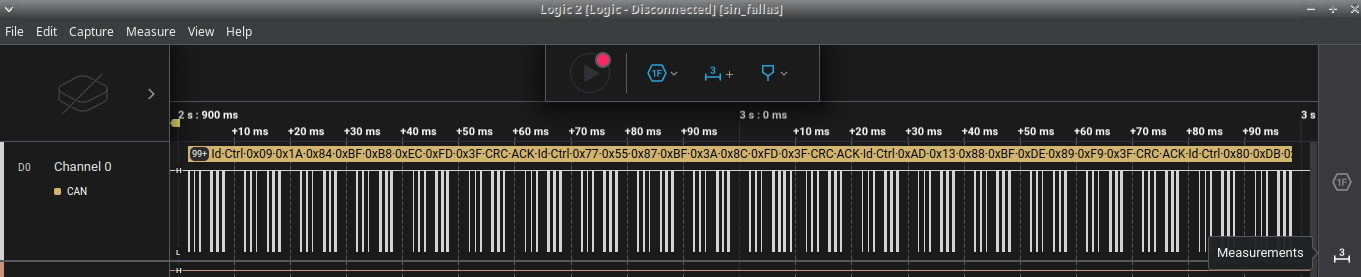 Logic 2 [Logic - Disconnected] [sin_fallas]
File Edit Capture Measure View Help
1F 3 +
2 s : 900 ms 3 s : 0 ms 3 s
+10 ms +20 ms +30 ms +40 ms +50 ms +60 ms +70 ms +80 ms +90 ms +10 ms +20 ms +30 ms +40 ms +50 ms +60 ms +70 ms +80 ms +90 ms
99+ Id·Ctrl·0x09·0x1A·0x84·0xBF·0xB8·0xEC·0xFD·0x3F·CRC·ACK·Id·Ctrl·0x77·0x55·0x87·0xBF·0x3A·0x8C·0xFD·0x3F·CRC·ACK·Id·Ctrl·0xAD·0x13·0x88·0xBF·0xDE·0x89·0xF9·0x3F·CRC·ACK·Id·Ctrl·0x80·0xDB·0
D0 Channel 0 H
CAN
1F
L
Measurements 3
H